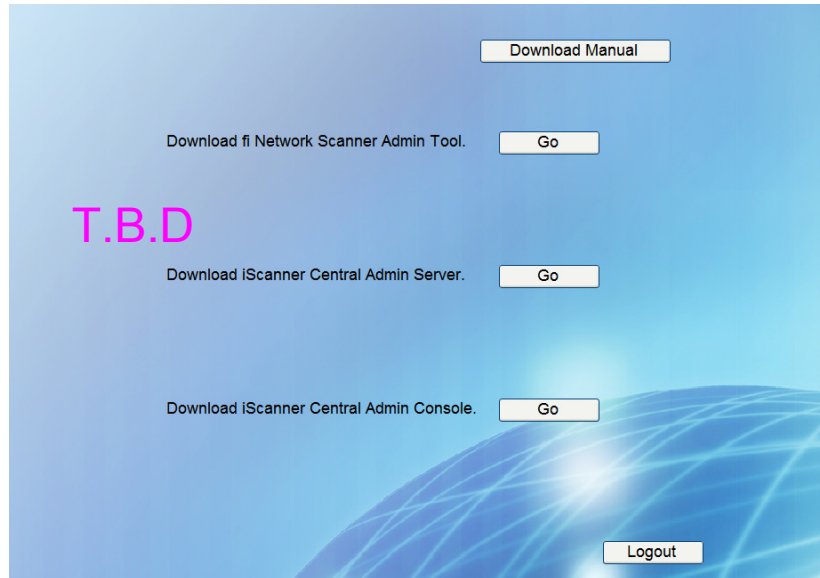 Download Manual
Download fi Network Scanner Admin Tool. Go
T.B.D
Download iScanner Central Admin Server. Go
Download iScanner Central Admin Console. Go
Logout